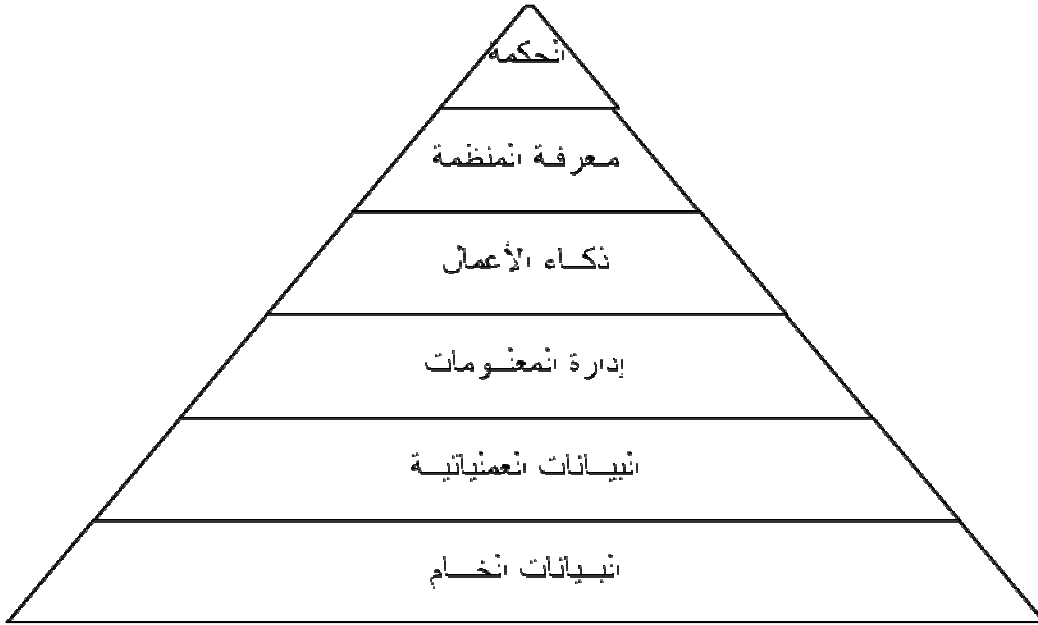 الحكمة
معرفة المنظمة
ذكاء الأعمال
إدارة المعلومات
البيانات العملياتية
البيانات الخام